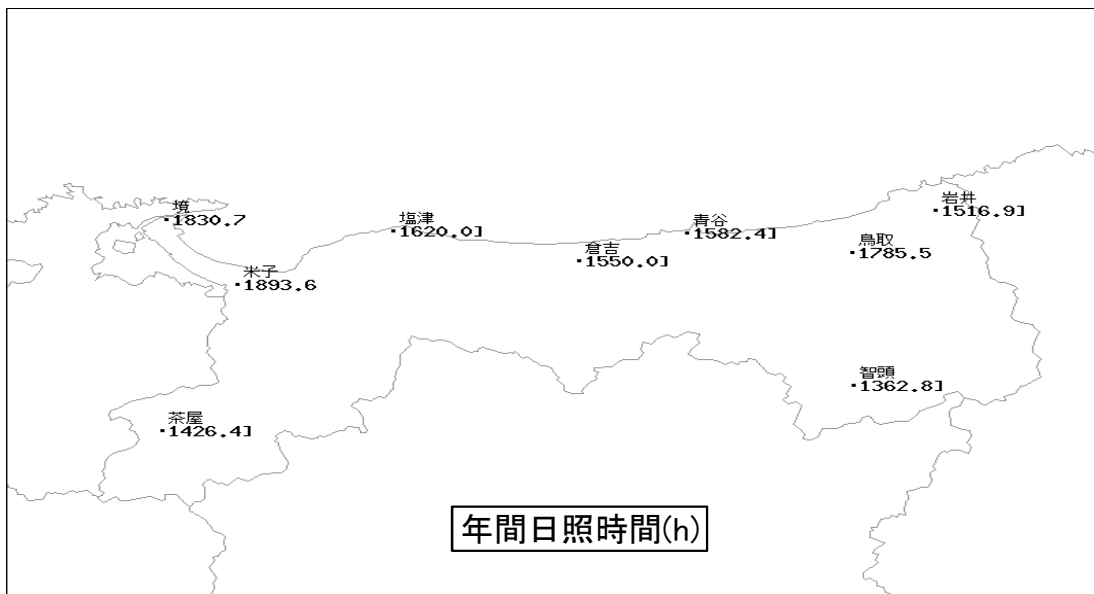 境
・1830.7
塩津
・1620.0]
青谷
・1582.4]
岩井
・1516.9]
倉吉
・1550.0]
鳥取
・1785.5
米子
・1893.6
智頭
・1362.8]
茶屋
・1426.4]
年間日照時間(h)